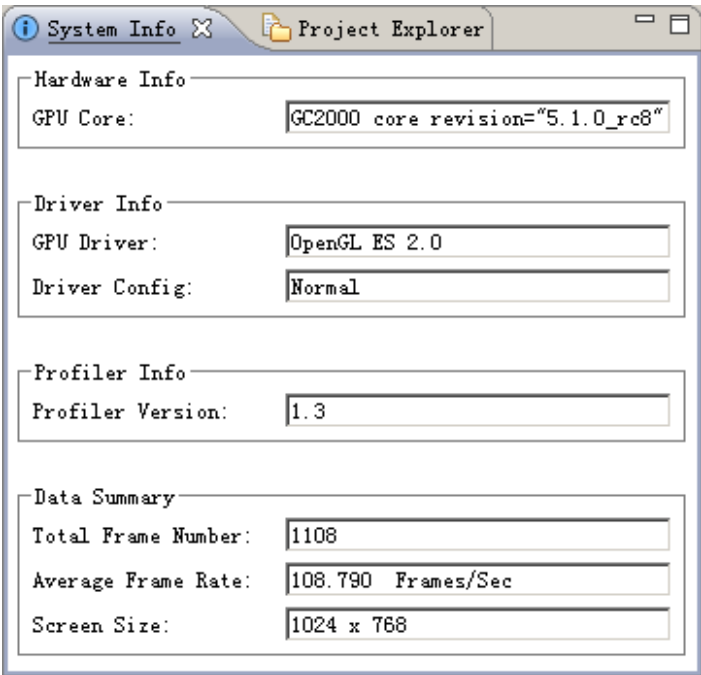 System Info Project Explorer
Hardware Info
GPU Core: GC2000 core revision="5.1.0_rc8"
Driver Info
GPU Driver: OpenGL ES 2.0
Driver Config: Normal
Profiler Info
Profiler Version: 1.3
Data Summary
Total Frame Number: 1108
Average Frame Rate: 108.790 Frames/Sec
Screen Size: 1024 x 768